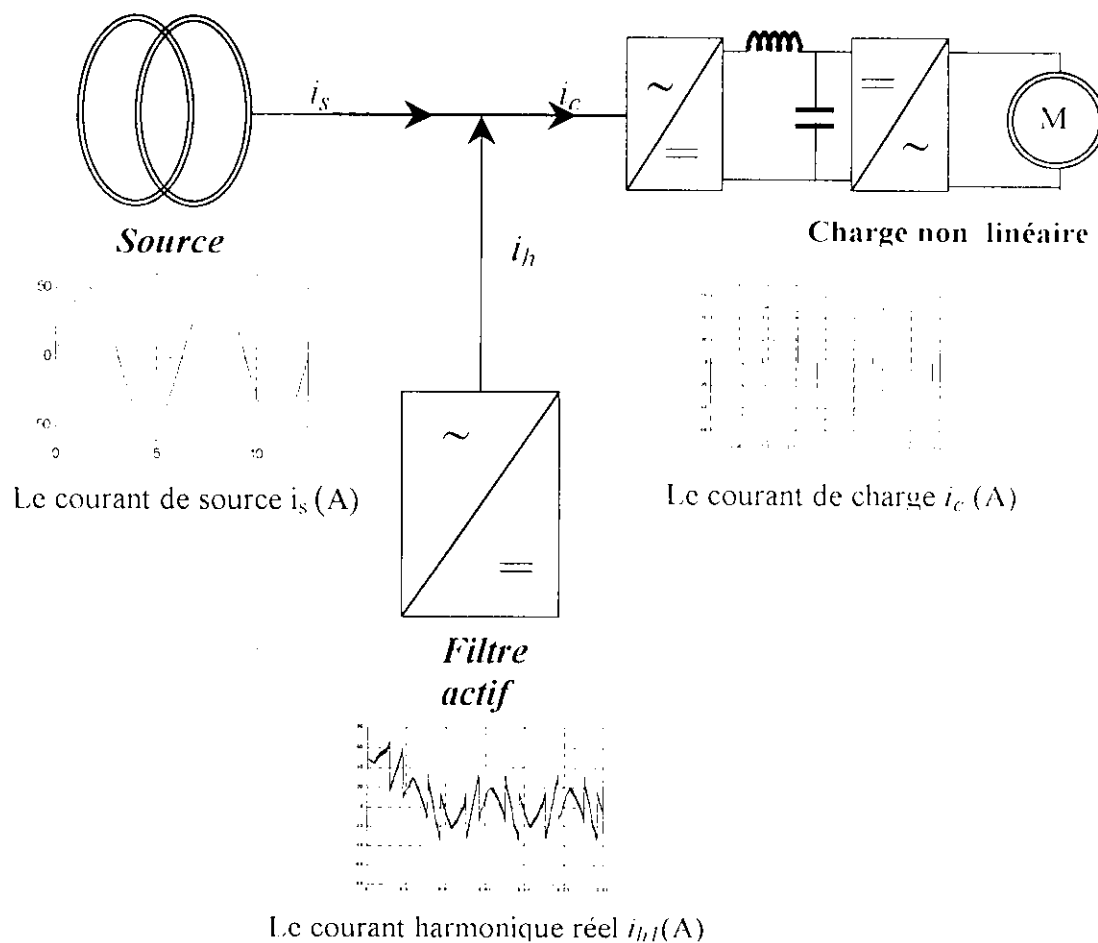 i_s
i_c
~
=
=
~
M
Source
Charge non linéaire
i_h
50
0
50
0 5 10
Le courant de source i_s (A)
Le courant de charge i_c (A)
~
=
Filtre
actif
Le courant harmonique réel i_h1(A)